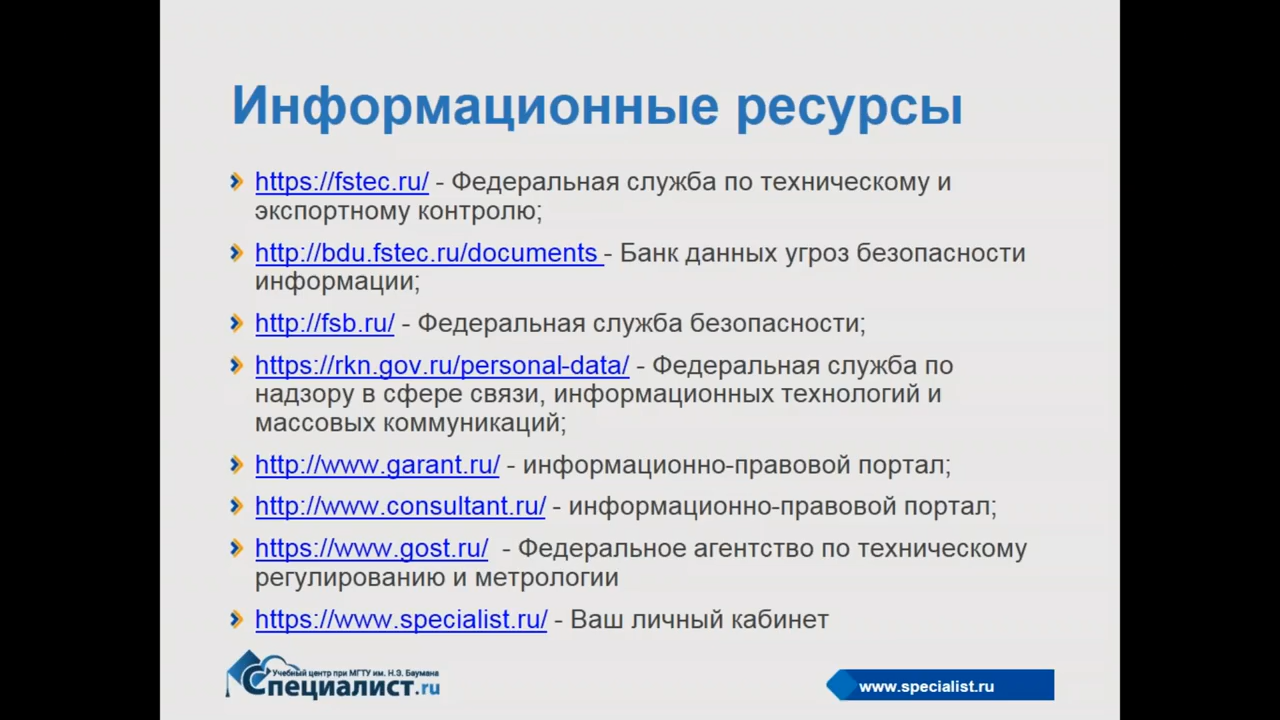 Информационные ресурсы
https://fstec.ru/ - Федеральная служба по техническому и
экспортному контролю;
http://bdu.fstec.ru/documents - Банк данных угроз безопасности
информации;
http://fsb.ru/ - Федеральная служба безопасности;
https://rkn.gov.ru/personal-data/ - Федеральная служба по
надзору в сфере связи, информационных технологий и
массовых коммуникаций;
http://www.garant.ru/ - информационно-правовой портал;
http://www.consultant.ru/ - информационно-правовой портал;
https://www.gost.ru/ - Федеральное агентство по техническому
регулированию и метрологии
https://www.specialist.ru/ - Ваш личный кабинет
Учебный центр при МГТУ им. Н.Э. Баумана
Специалист.ru
www.specialist.ru